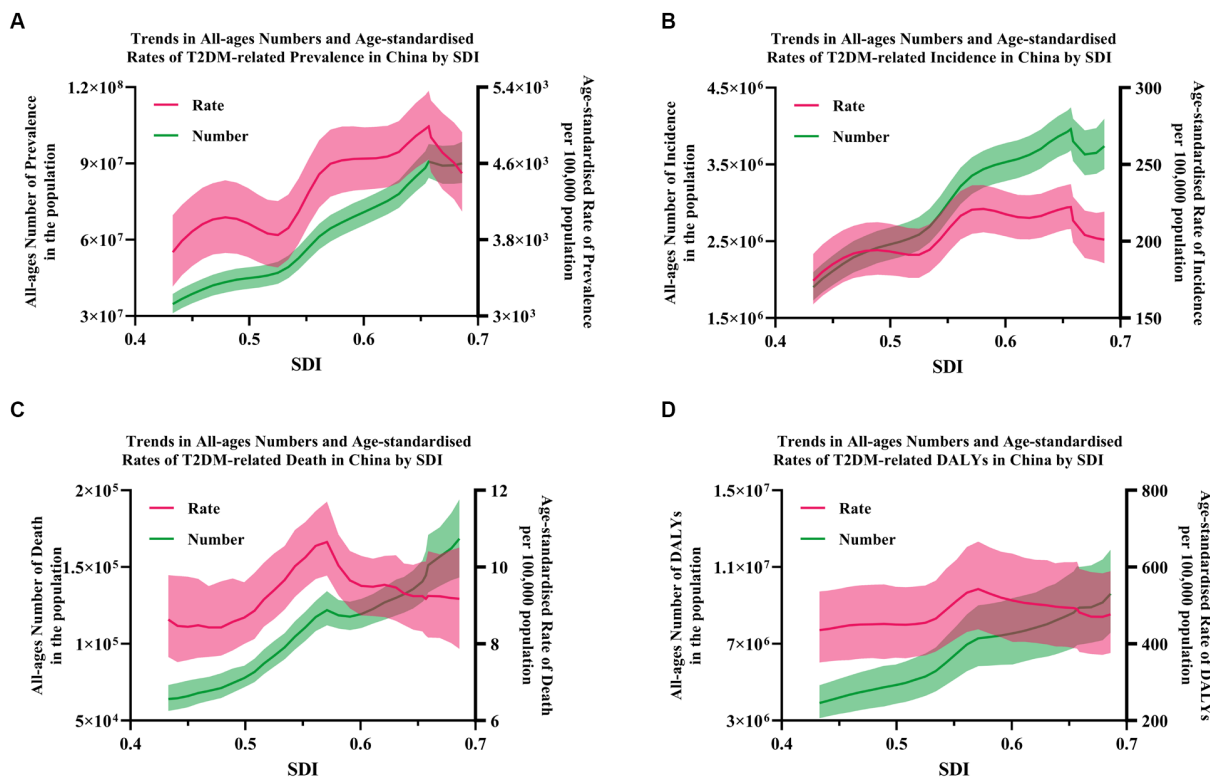 A
Trends in All-ages Numbers and Age-standardised
Rates of T2DM-related Prevalence in China by SDI
All-ages Number of Prevalence
in the population
1.2×10⁸
9×10⁷
6×10⁷
3×10⁷
Rate
Number
5.4×10³
4.6×10³
3.8×10³
3×10³
Age-standardised Rate of Prevalence
per 100,000 population
0.4
0.5
0.6
0.7
SDI
B
Trends in All-ages Numbers and Age-standardised
Rates of T2DM-related Incidence in China by SDI
All-ages Number of Incidence
in the population
4.5×10⁶
3.5×10⁶
2.5×10⁶
1.5×10⁶
Rate
Number
300
250
200
150
Age-standardised Rate of Incidence
per 100,000 population
0.4
0.5
0.6
0.7
SDI
C
Trends in All-ages Numbers and Age-standardised
Rates of T2DM-related Death in China by SDI
All-ages Number of Death
in the population
2×10⁵
1.5×10⁵
1×10⁵
5×10⁴
Rate
Number
12
10
8
6
Age-standardised Rate of Death
per 100,000 population
0.4
0.5
0.6
0.7
SDI
D
Trends in All-ages Numbers and Age-standardised
Rates of T2DM-related DALYs in China by SDI
All-ages Number of DALYs
in the population
1.5×10⁷
1.1×10⁷
7×10⁶
3×10⁶
Rate
Number
800
600
400
200
Age-standardised Rate of DALYs
per 100,000 population
0.4
0.5
0.6
0.7
SDI